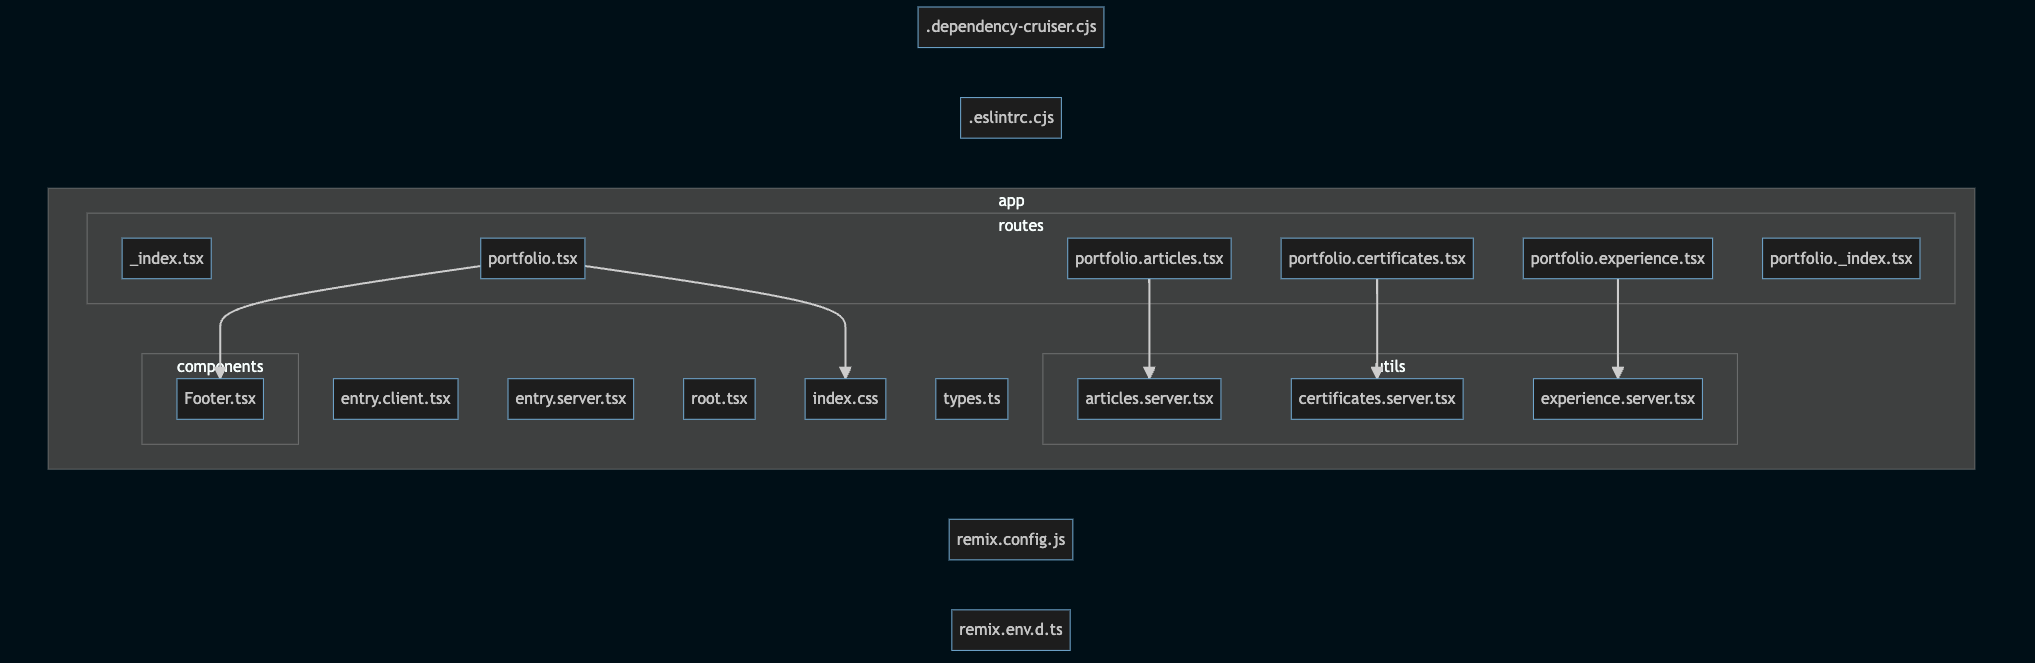 .dependency-cruiser.cjs
.eslintrc.cjs
app
routes
_index.tsx
portfolio.tsx
portfolio.articles.tsx
portfolio.certificates.tsx
portfolio.experience.tsx
portfolio._index.tsx
components
utils
Footer.tsx
entry.client.tsx
entry.server.tsx
root.tsx
index.css
types.ts
articles.server.tsx
certificates.server.tsx
experience.server.tsx
remix.config.js
remix.env.d.ts